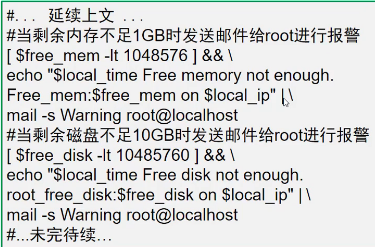 #... 延续上文 ...
#当剩余内存不足1GB时发送邮件给root进行报警
[ $free_mem -lt 1048576 ] && \
echo "$local_time Free memory not enough.
Free_mem:$free_mem on $local_ip" | \
mail -s Warning root@localhost
#当剩余磁盘不足10GB时发送邮件给root进行报警
[ $free_disk -lt 10485760 ] && \
echo "$local_time Free disk not enough.
root_free_disk:$free_disk on $local_ip" | \
mail -s Warning root@localhost
#...未完待续...